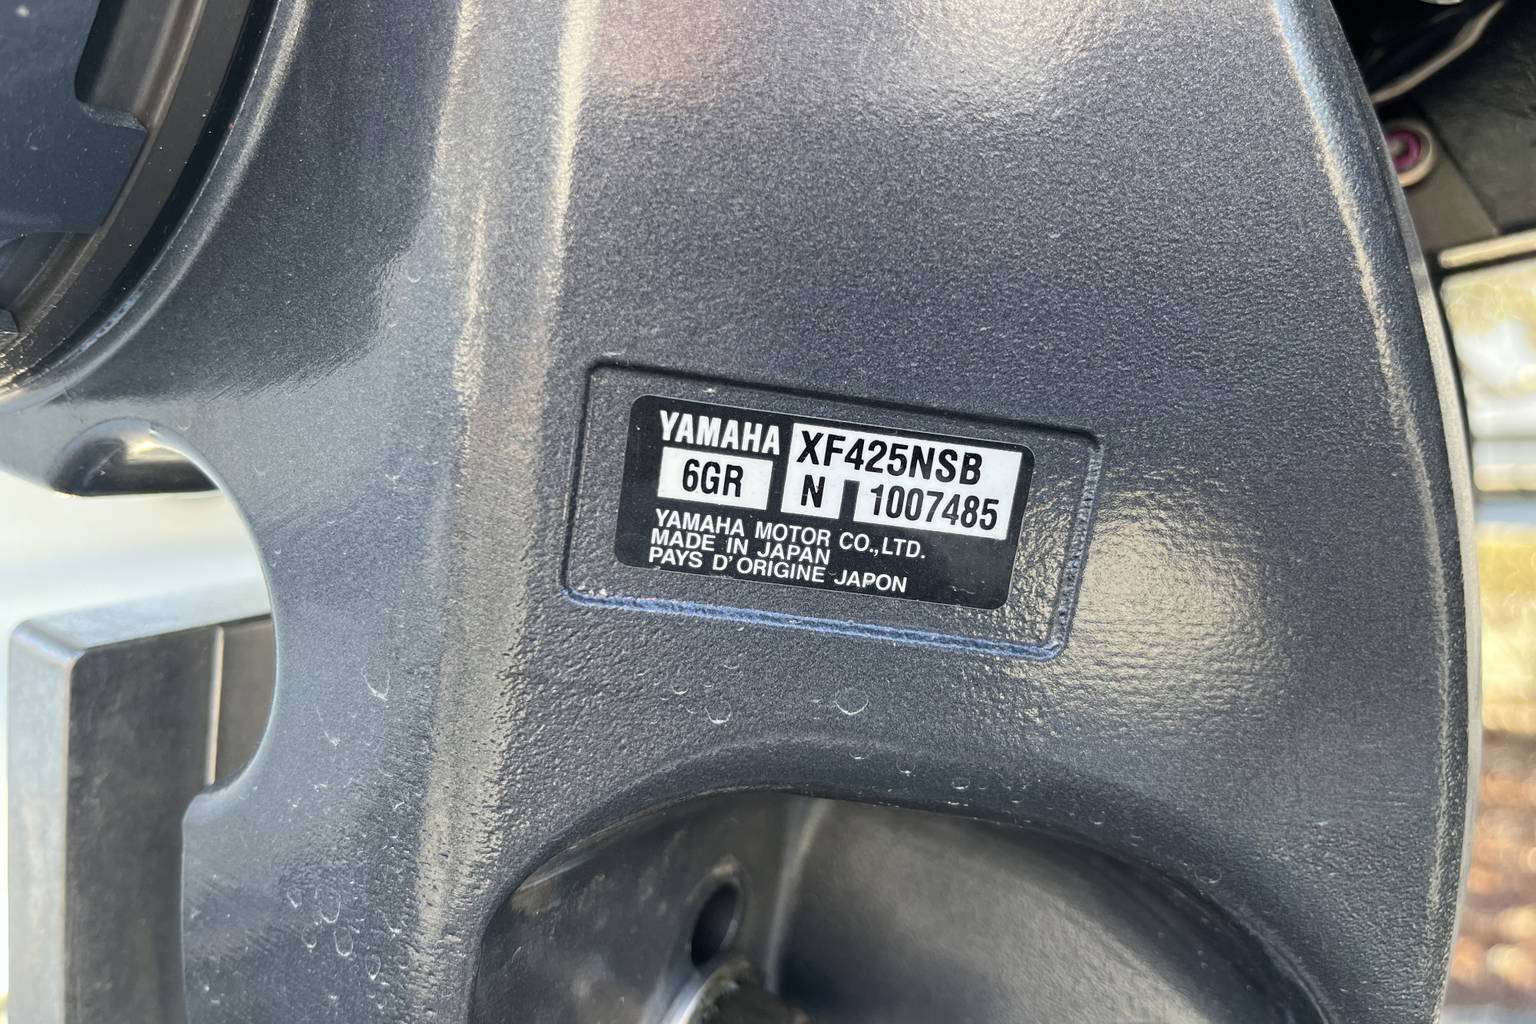 YAMAHA XF425NSB
6GR N 1007485
YAMAHA MOTOR CO.,LTD.
MADE IN JAPAN
PAYS D'ORIGINE JAPON